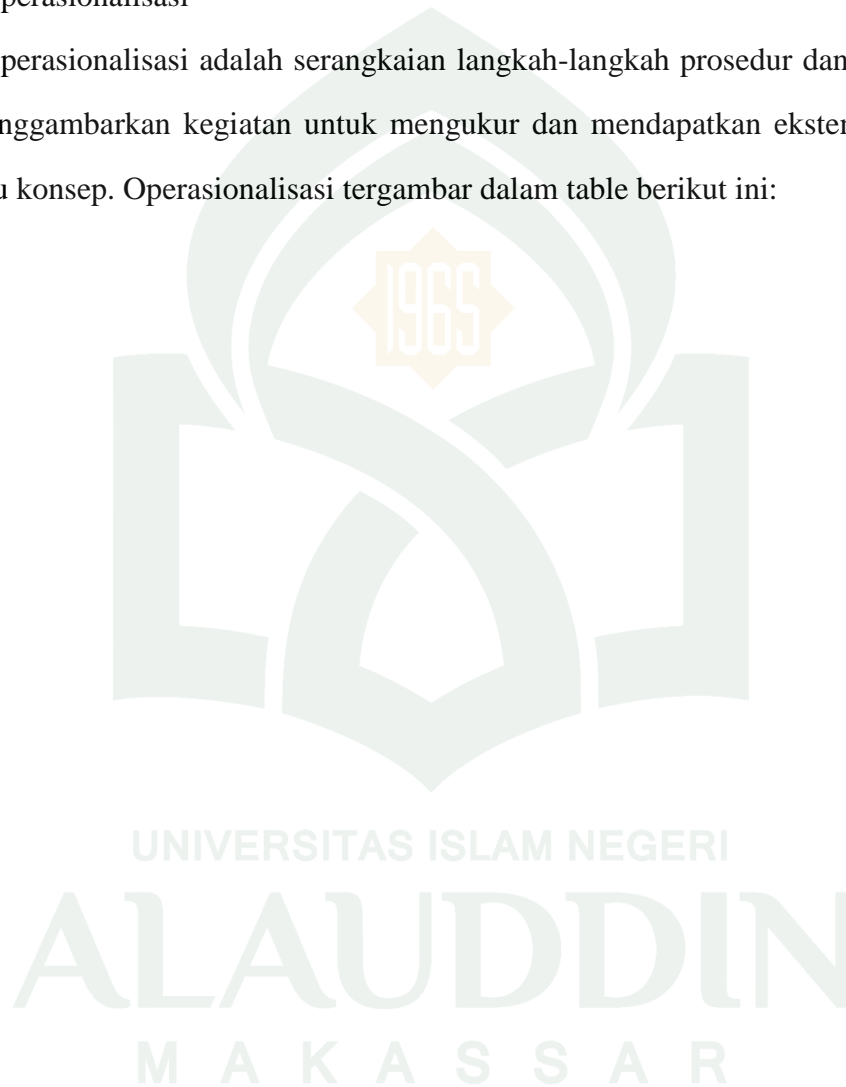 perasionalisasi
perasionalisasi adalah serangkaian langkah-langkah prosedur dan
nggambarkan kegiatan untuk mengukur dan mendapatkan ekster
u konsep. Operasionalisasi tergambar dalam table berikut ini:
1965
UNIVERSITAS ISLAM NEGERI
ALAUDDIN
MAKASSAR